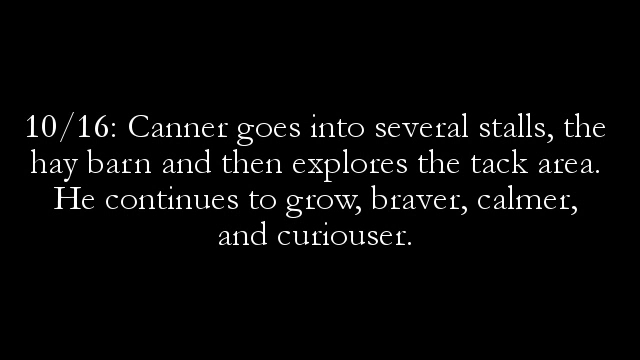 10/16: Canner goes into several stalls, the
hay barn and then explores the tack area.
He continues to grow, braver, calmer,
and curiouser.